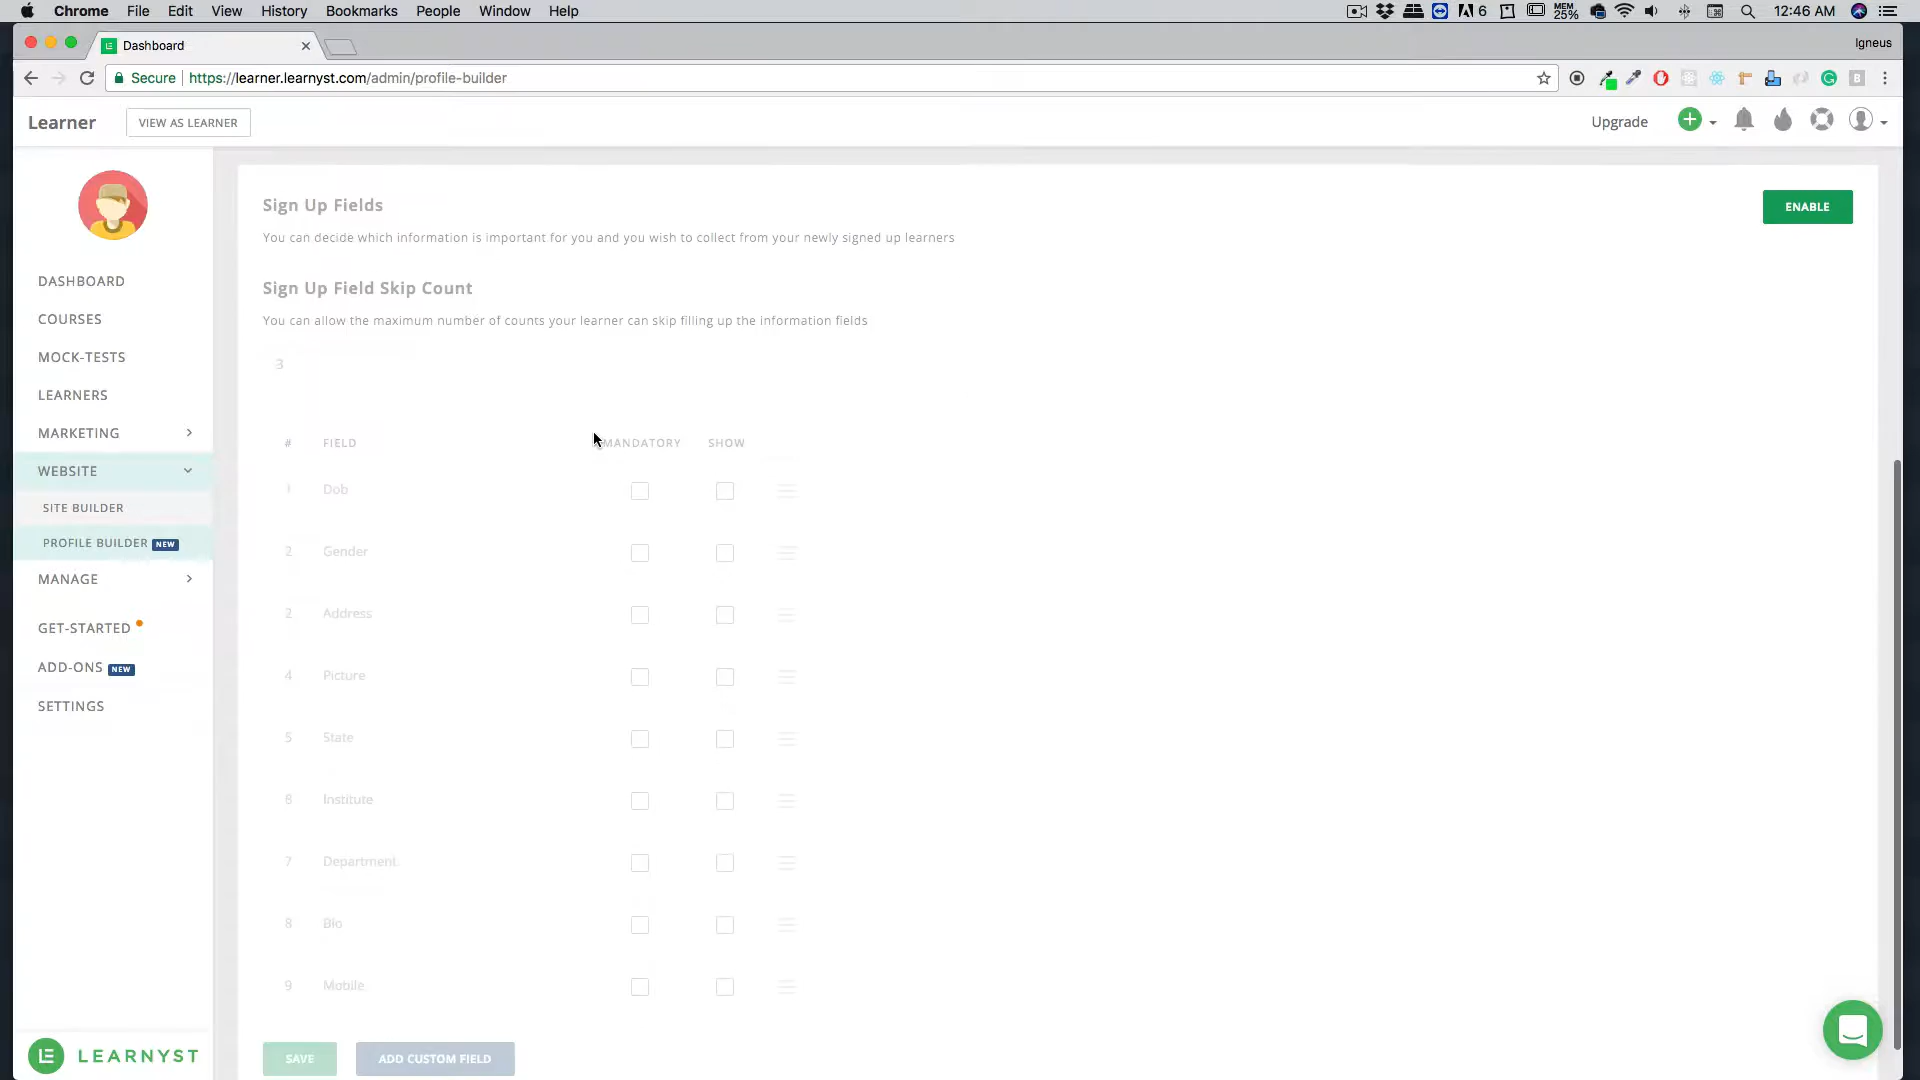 Chrome File Edit View History Bookmarks People Window Help 6 MEM 25% 12:46 AM
Dashboard Igneus
Secure https://learner.learnyst.com/admin/profile-builder
Learner VIEW AS LEARNER Upgrade
Sign Up Fields ENABLE
You can decide which information is important for you and you wish to collect from your newly signed up learners
DASHBOARD
Sign Up Field Skip Count
COURSES
You can allow the maximum number of counts your learner can skip filling up the information fields
MOCK-TESTS
3
LEARNERS
MARKETING
# FIELD MANDATORY SHOW
WEBSITE
1 Dob
SITE BUILDER
PROFILE BUILDER NEW
2 Gender
MANAGE
2 Address
GET-STARTED
ADD-ONS NEW
4 Picture
SETTINGS
5 State
6 Institute
7 Department.
8 Bio
9 Mobile.
LEARNYST
SAVE ADD CUSTOM FIELD